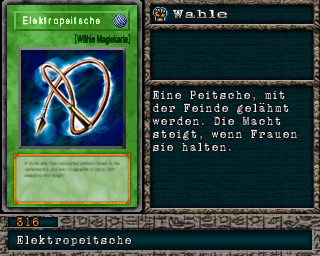 Elektropeitsche
[Wähle Magiekarte]
Wahle
Eine Peitsche, mit
der Feinde gelähmt
werden. Die Macht
steigt, wenn Frauen
sie halten.
316
Elektropeitsche